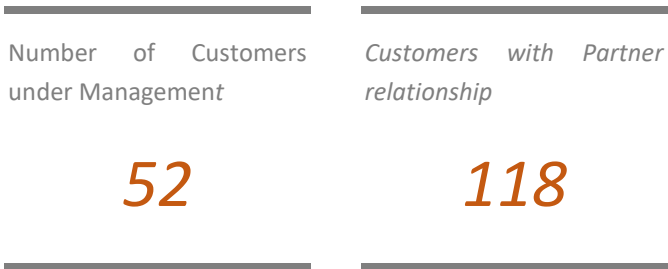 Number of Customers
under Management
52
Customers with Partner
relationship
118